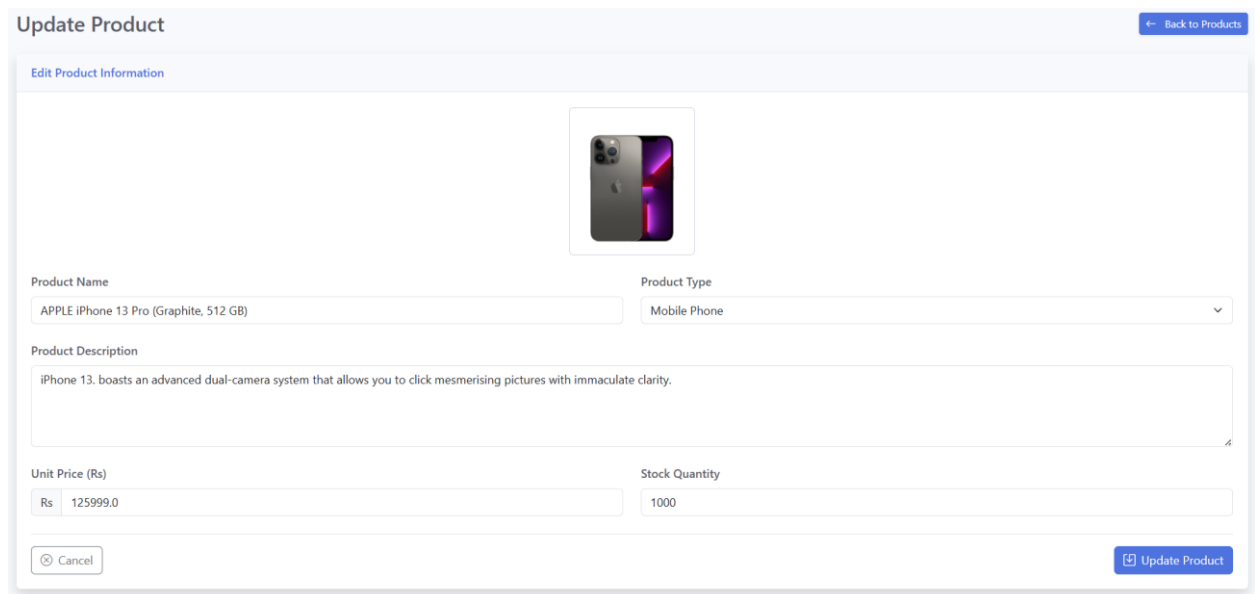 Update Product
← Back to Products
Edit Product Information
Product Name
Product Type
APPLE iPhone 13 Pro (Graphite, 512 GB)
Mobile Phone
Product Description
iPhone 13. boasts an advanced dual-camera system that allows you to click mesmerising pictures with immaculate clarity.
Unit Price (Rs)
Stock Quantity
Rs 125999.0
1000
Cancel
Update Product